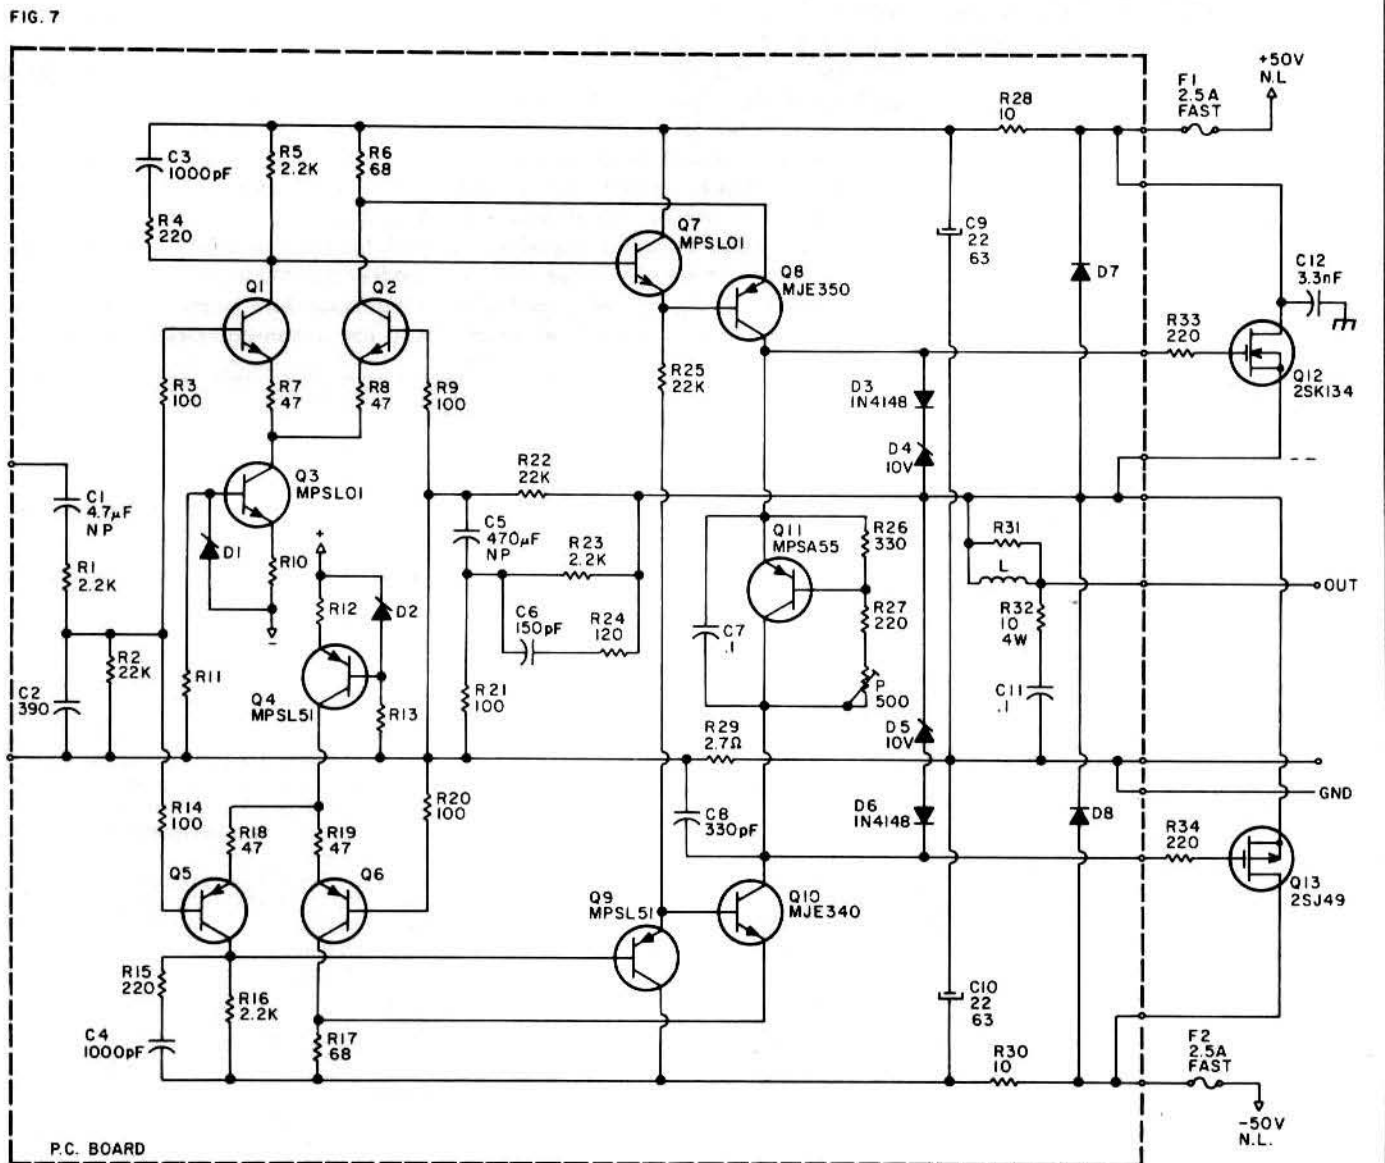 FIG. 7
+50V
N.L
F1
2.5A
FAST
R28
10
C3
1000pF
R5
2.2K
R6
68
R4
220
Q7
MPSL01
C9
22
63
D7
C12
3.3nF
Q8
MJE350
Q1
Q2
R33
220
R3
100
R7
47
R8
47
R9
100
R25
22K
D3
1N4148
Q12
2SK134
D4
10V
R22
22K
Q3
MPSL01
C1
4.7µF
NP
C5
470µF
NP
Q11
MPSA55
R26
330
R31
D1
R10
+
R23
2.2K
L
OUT
R1
2.2K
R12
D2
C6
150pF
R24
120
R27
220
R32
10
4W
C7
.1
–
R2
22K
R11
C2
390
Q4
MPSL51
R13
R21
100
P
500
C11
.1
R29
2.7Ω
D5
10V
GND
R14
100
R18
47
R19
47
R20
100
C8
330pF
D6
1N4148
D8
R34
220
Q5
Q6
Q9
MPSL51
Q10
MJE340
Q13
2SJ49
R15
220
R16
2.2K
C10
22
63
C4
1000pF
R17
68
R30
10
F2
2.5A
FAST
-50V
N.L.
P.C. BOARD